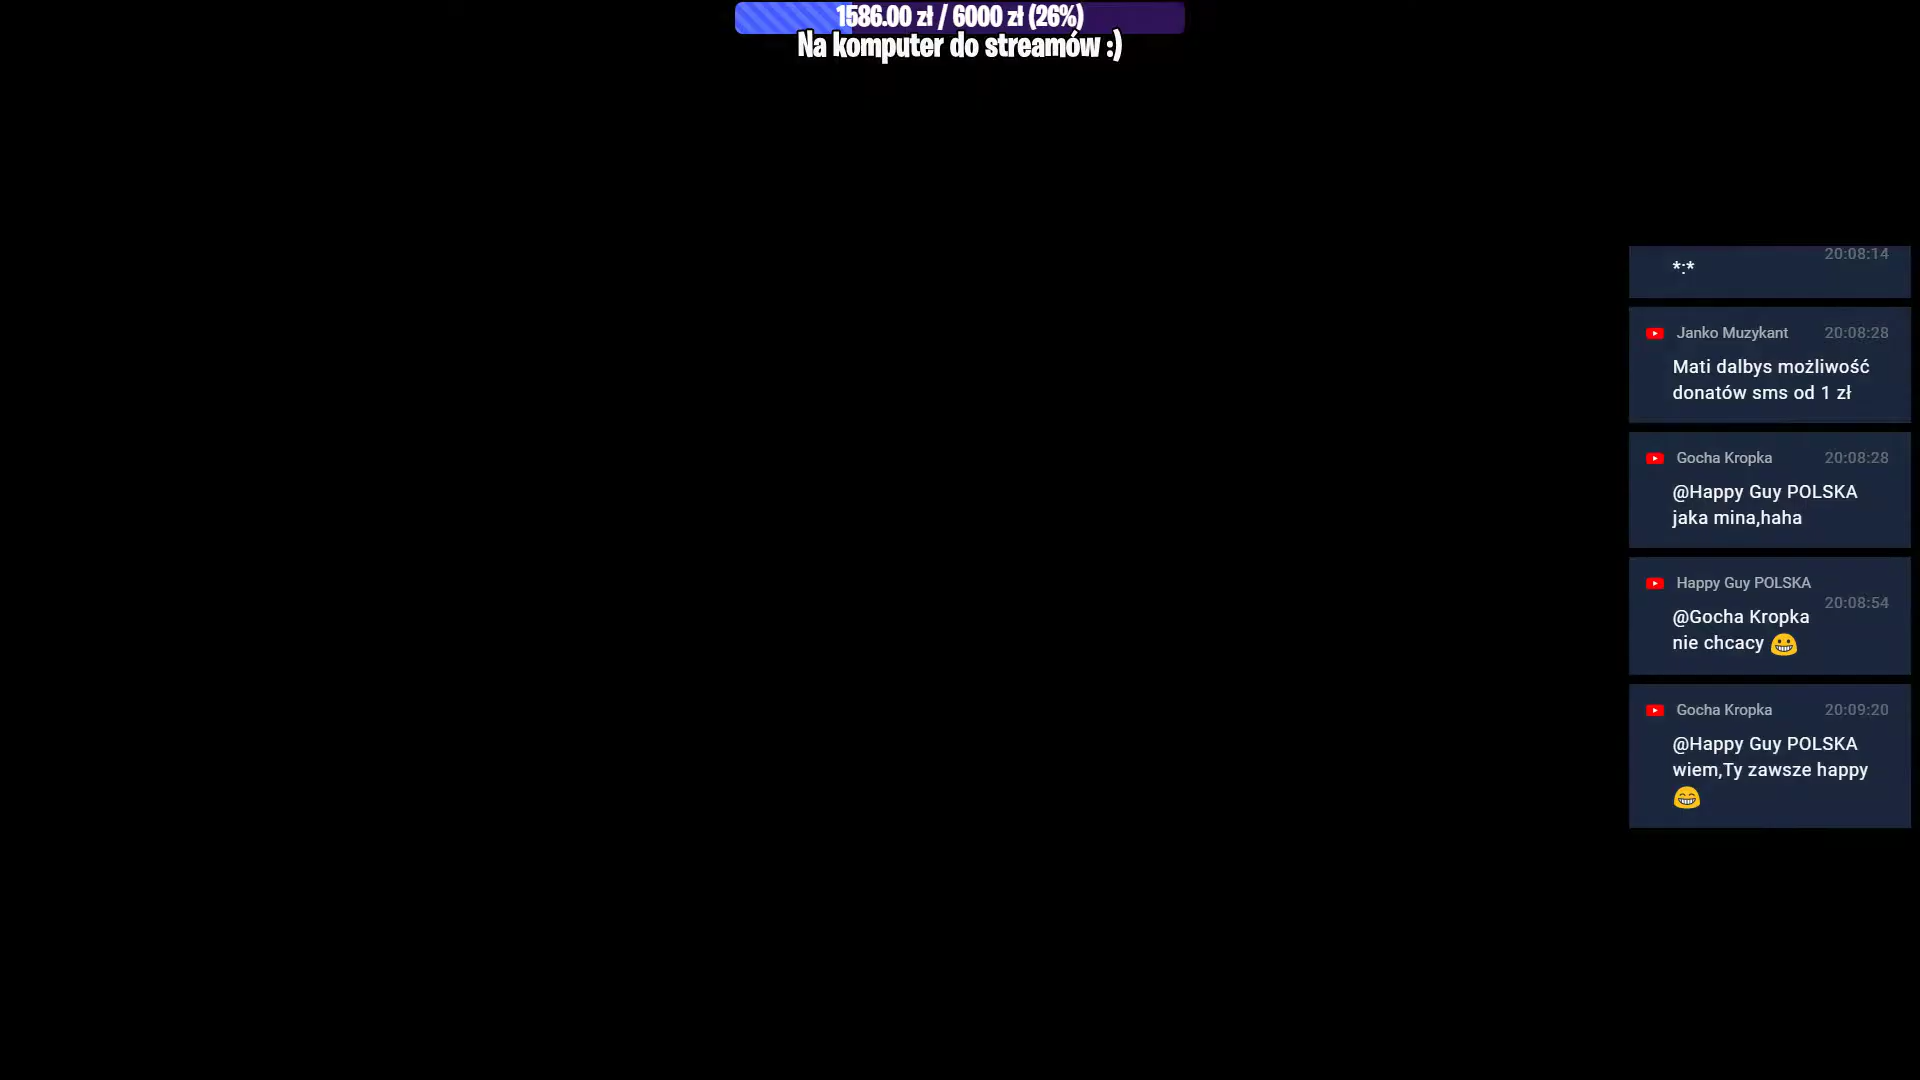 1586.00 zł / 6000 zł (26%)
Na komputer do streamów :)
20:08:14
*:*
Janko Muzykant 20:08:28
Mati dalbys możliwość
donatów sms od 1 zł
Gocha Kropka 20:08:28
@Happy Guy POLSKA
jaka mina,haha
Happy Guy POLSKA
20:08:54
@Gocha Kropka
nie chcacy 😀
Gocha Kropka 20:09:20
@Happy Guy POLSKA
wiem,Ty zawsze happy
😁